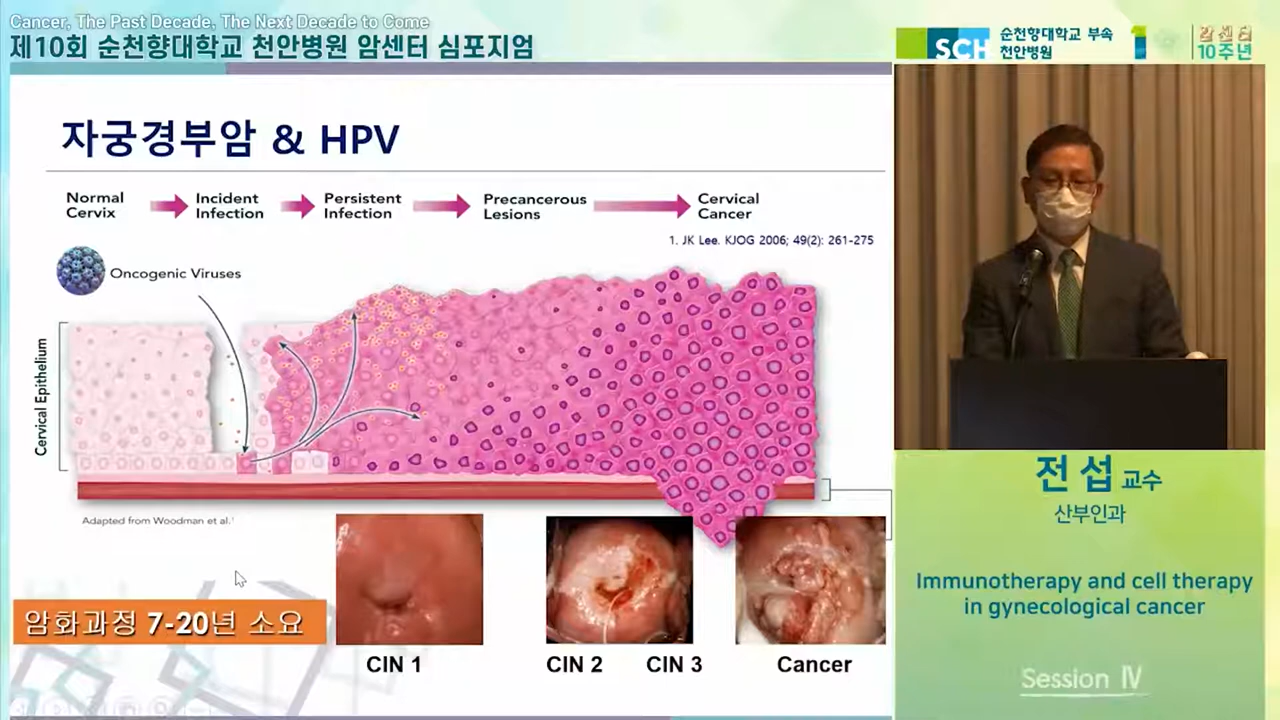 Cancer, The Past Decade, The Next Decade to Come
제10회 순천향대학교 천안병원 암센터 심포지엄
SCH
순천향대학교 부속
천안병원
1
암센터
10주년
자궁경부암 & HPV
Normal
Cervix
Incident
Infection
Persistent
Infection
Precancerous
Lesions
Cervical
Cancer
1. JK Lee. KJOG 2006; 49(2): 261-275
Oncogenic Viruses
Cervical Epithelium
Adapted from Woodman et al.¹
암화과정 7-20년 소요
CIN 1
CIN 2
CIN 3
Cancer
전 섭 교수
산부인과
Immunotherapy and cell therapy
in gynecological cancer
Session Ⅳ